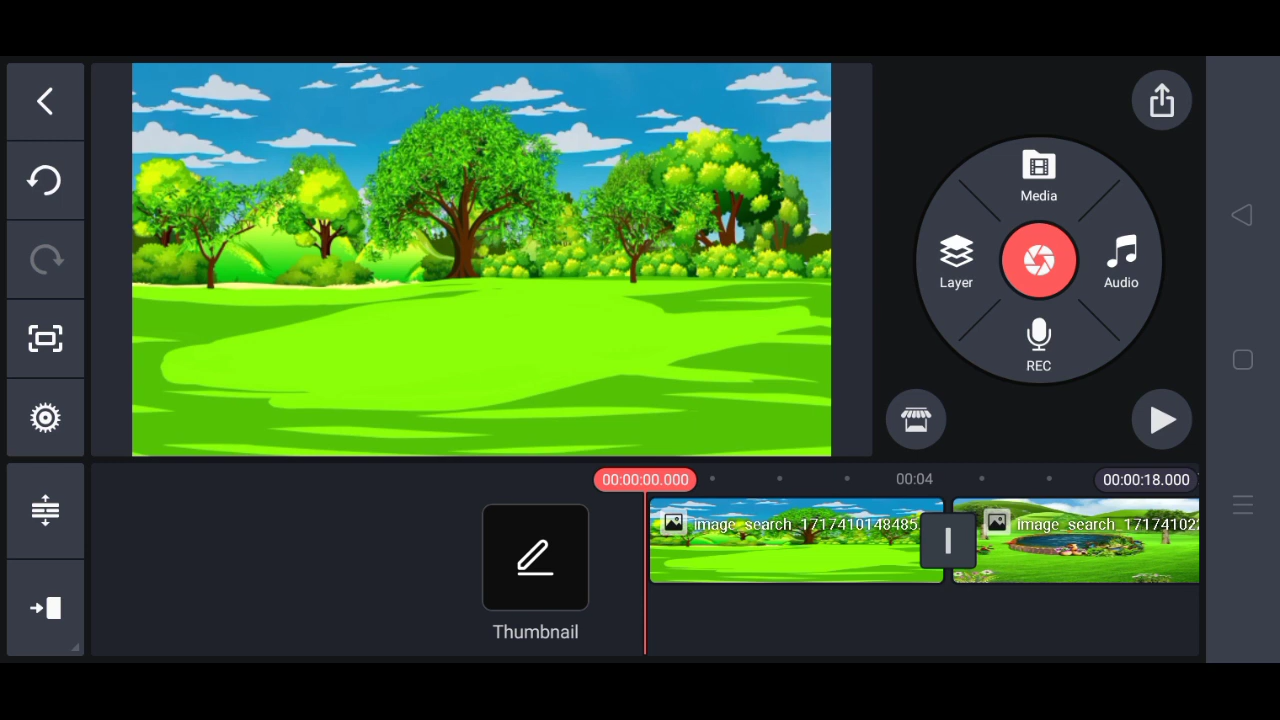 Media
Layer
Audio
REC
00:00:00.000
00:04
00:00:18.000
image_search_1717410148485.
image_search_171741022
Thumbnail